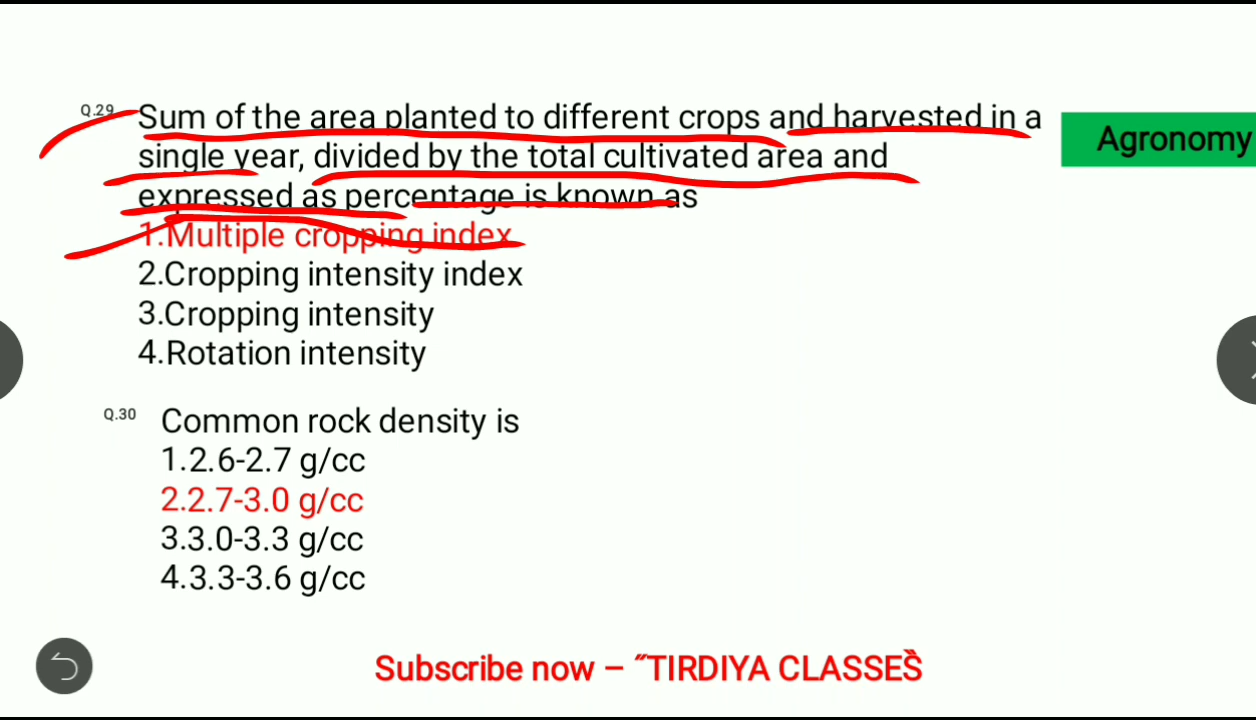 Q.29 Sum of the area planted to different crops and harvested in a
single year, divided by the total cultivated area and
expressed as percentage is known as
1.Multiple cropping index
2.Cropping intensity index
3.Cropping intensity
4.Rotation intensity
Agronomy
Q.30 Common rock density is
1.2.6-2.7 g/cc
2.2.7-3.0 g/cc
3.3.0-3.3 g/cc
4.3.3-3.6 g/cc
Subscribe now – ˝TIRDIYA CLASSES̏